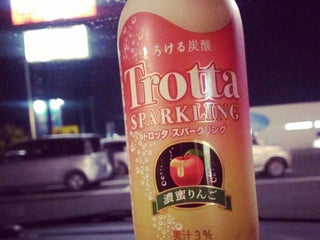 とろける炭酸
Trotta
SPARKLING
トロッタ スパークリング
濃蜜りんご
果汁3%